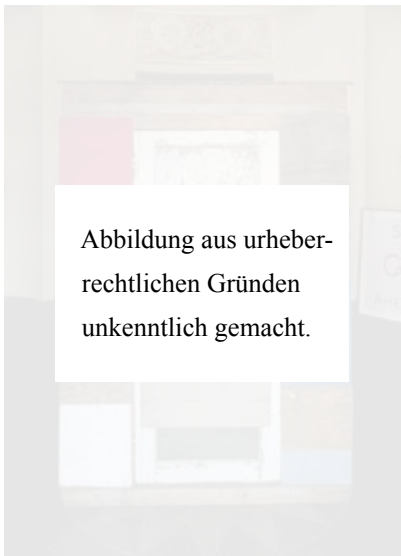 Abbildung aus urheber-
rechtlichen Gründen
unkenntlich gemacht.